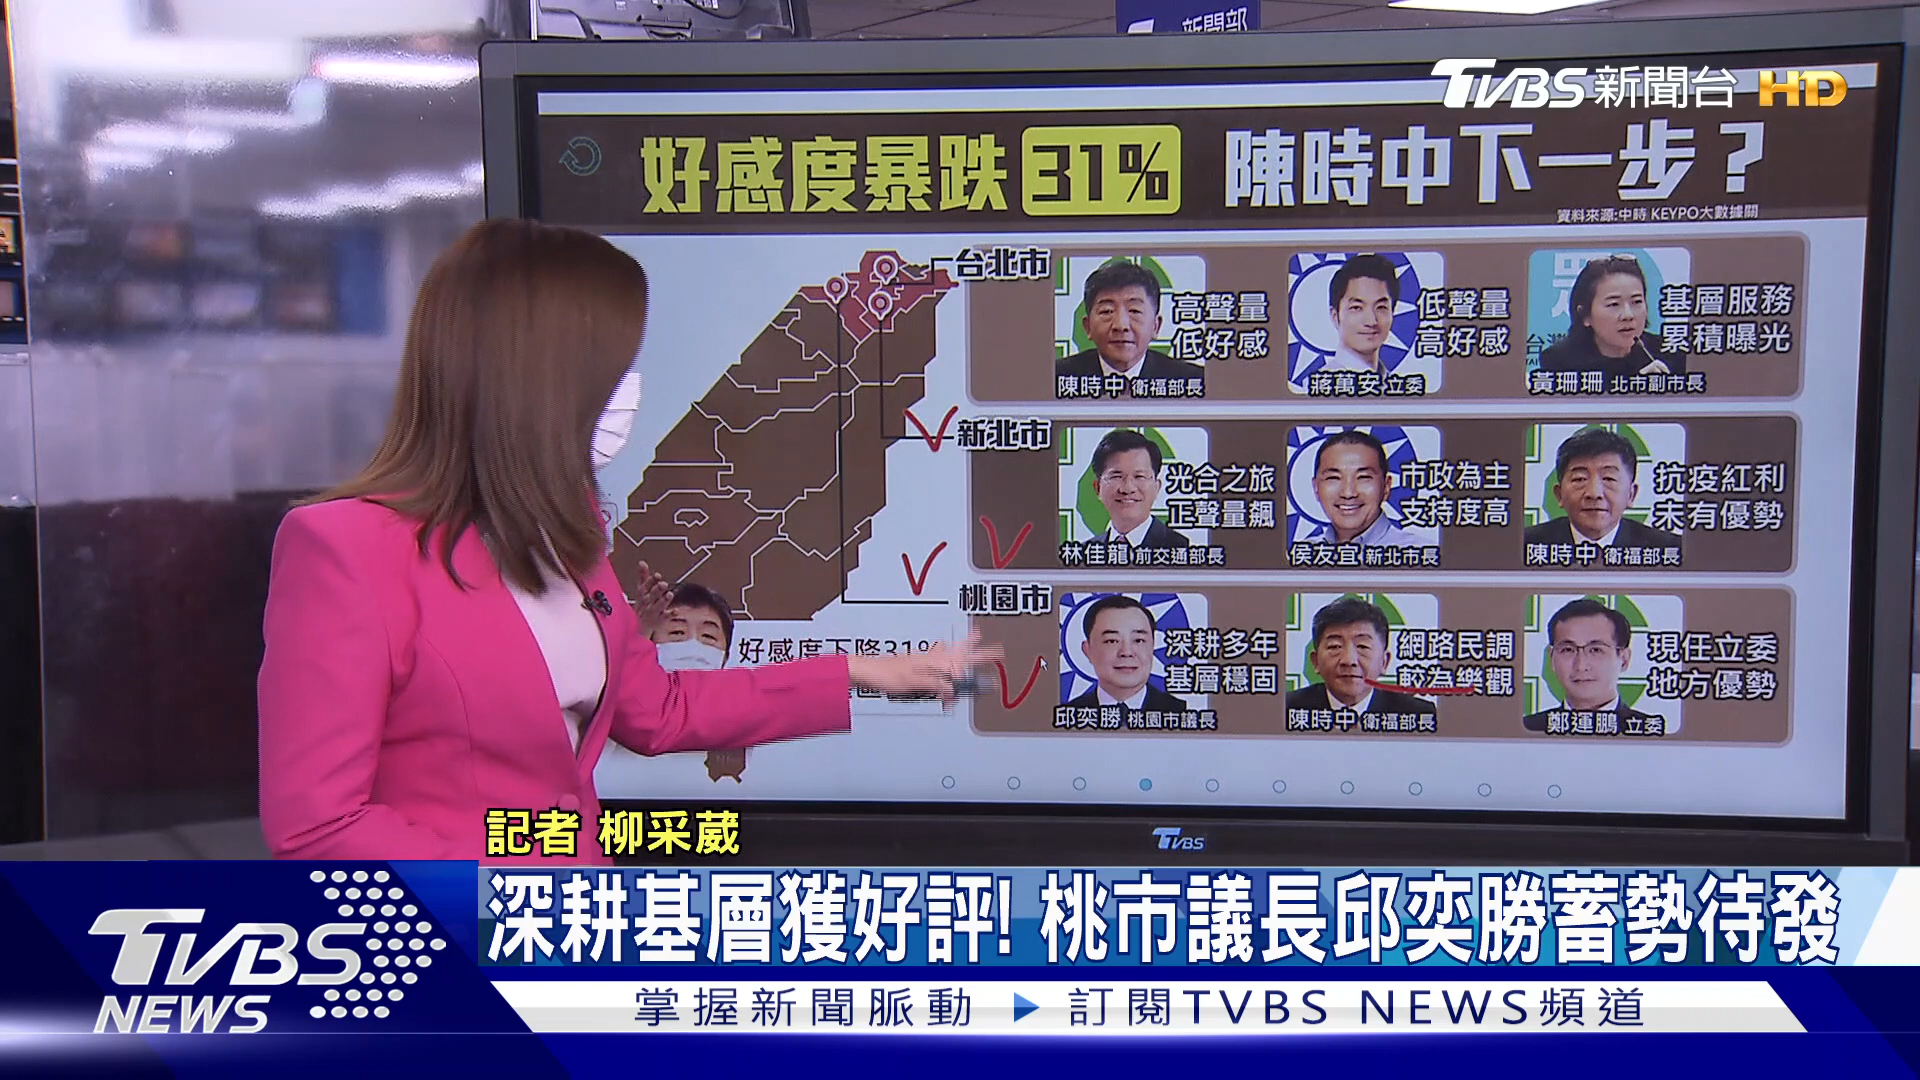 新聞部
TVBS新聞台 HD
好感度暴跌31% 陳時中下一步？
資料來源:中時 KEYPO大數據關
台北市
高聲量
低好感
陳時中 衛福部長
低聲量
高好感
蔣萬安 立委
基層服務
累積曝光
黃珊珊 北市副市長
新北市
光合之旅
正聲量飆
林佳龍 前交通部長
市政為主
支持度高
侯友宜 新北市長
抗疫紅利
未有優勢
陳時中 衛福部長
桃園市
深耕多年
基層穩固
邱奕勝 桃園市議長
網路民調
較為樂觀
陳時中 衛福部長
現任立委
地方優勢
鄭運鵬 立委
好感度下降31%
TVBS
記者 柳采葳
深耕基層獲好評! 桃市議長邱奕勝蓄勢待發
TVBS NEWS
掌握新聞脈動 ▶ 訂閱TVBS NEWS頻道